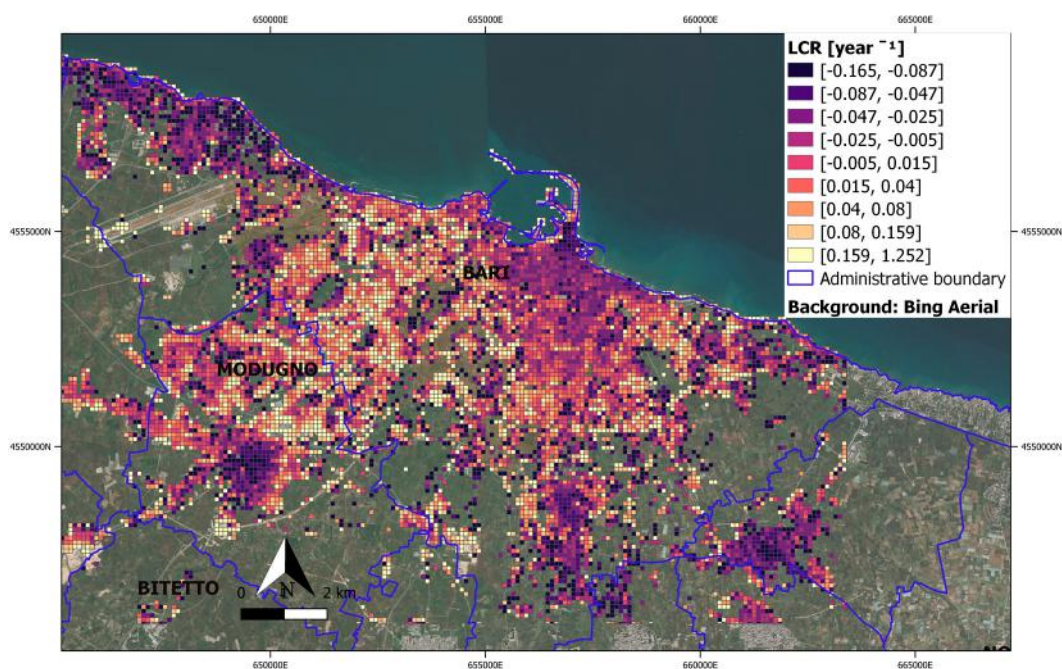 650000E 655000E 660000E 665000E
LCR [year ⁻¹]
[-0.165, -0.087]
[-0.087, -0.047]
[-0.047, -0.025]
[-0.025, -0.005]
[-0.005, 0.015]
[0.015, 0.04]
[0.04, 0.08]
[0.08, 0.159]
[0.159, 1.252]
Administrative boundary
Background: Bing Aerial
4555000N 4555000N
BARI
MODUGNO
4550000N 4550000N
BITETTO
N
0 2 km
650000E 655000E 660000E 665000E